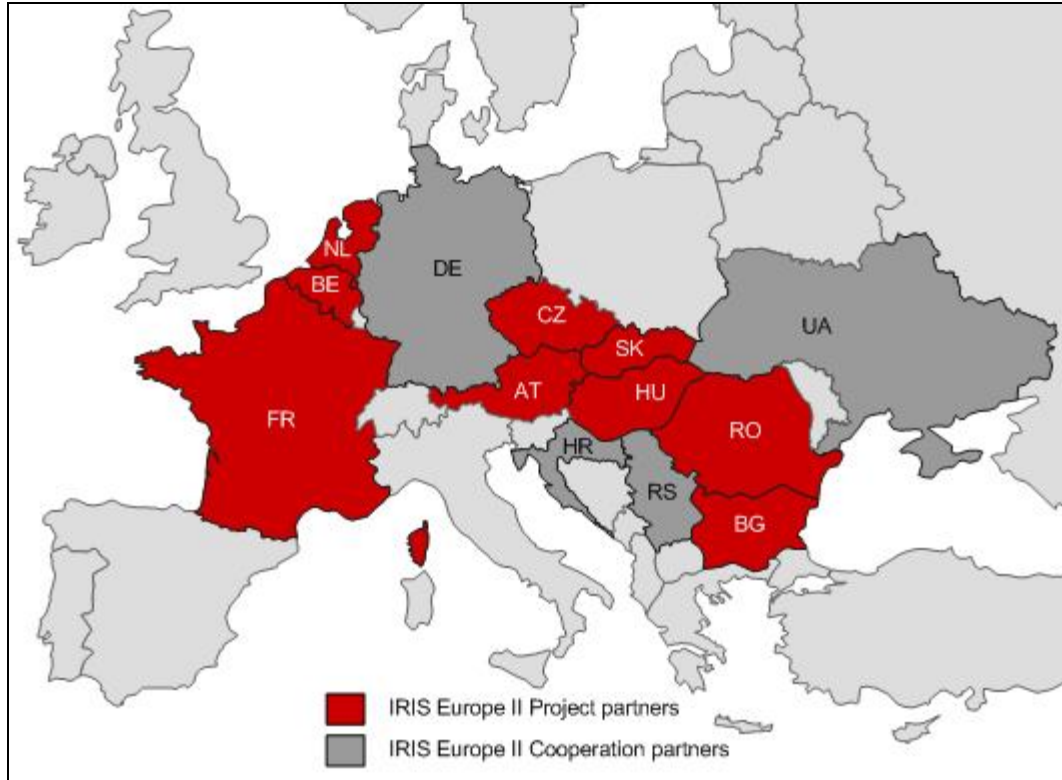 NL
DE
BE
CZ
UA
SK
AT
HU
FR
RO
HR
RS
BG
IRIS Europe II Project partners
IRIS Europe II Cooperation partners